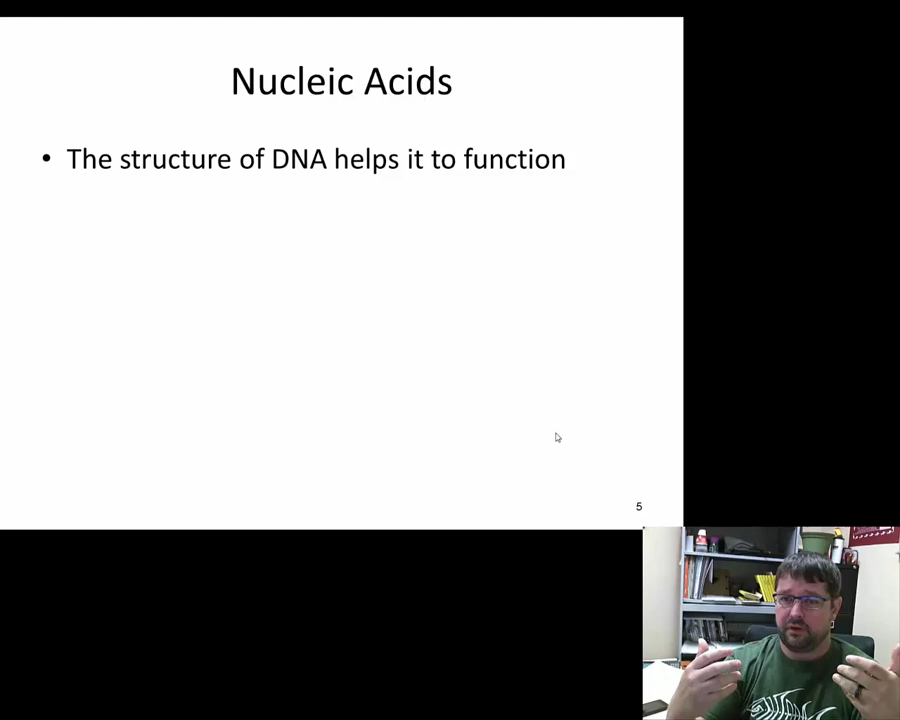 Nucleic Acids
• The structure of DNA helps it to function
5